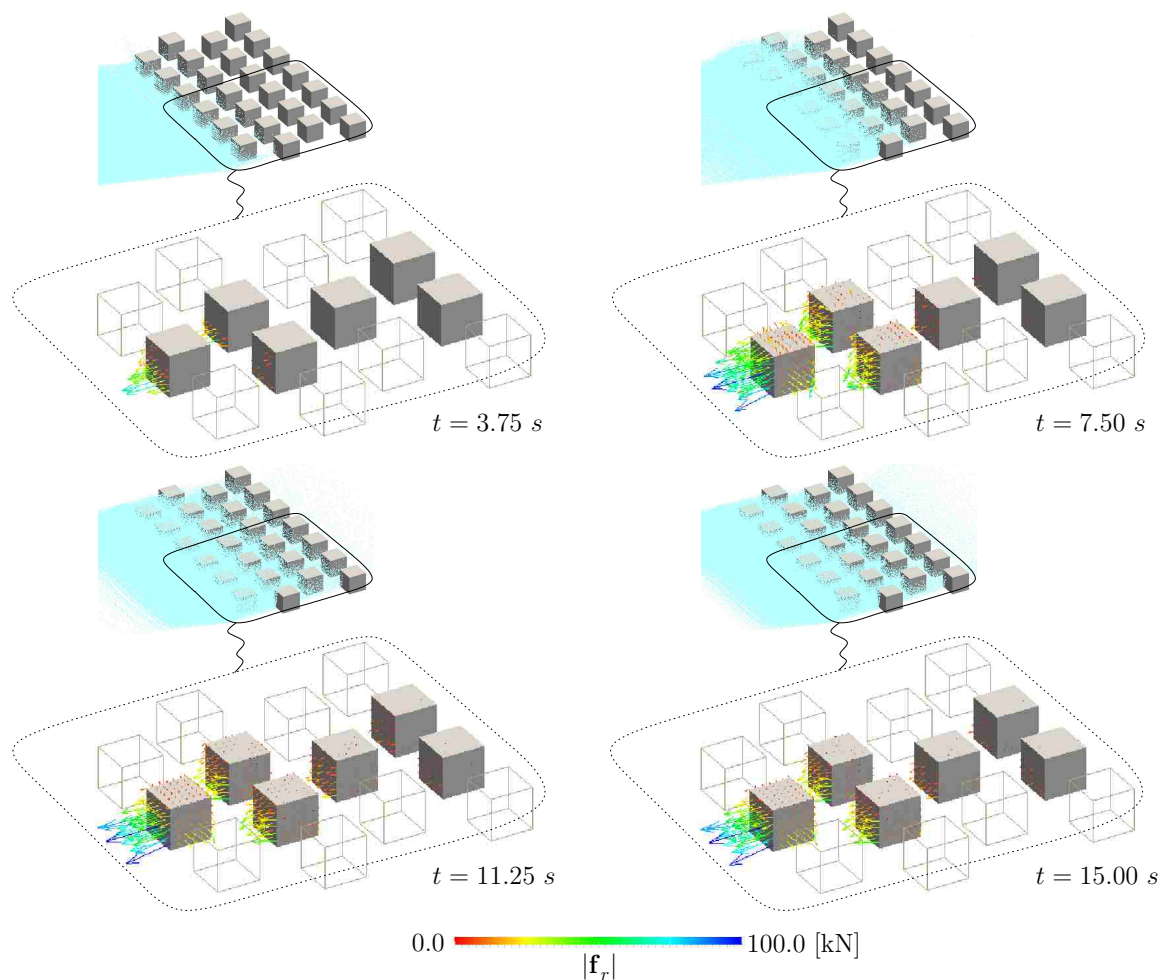 t = 3.75 s
t = 7.50 s
t = 11.25 s
t = 15.00 s
0.0 100.0 [kN]
|f_r|